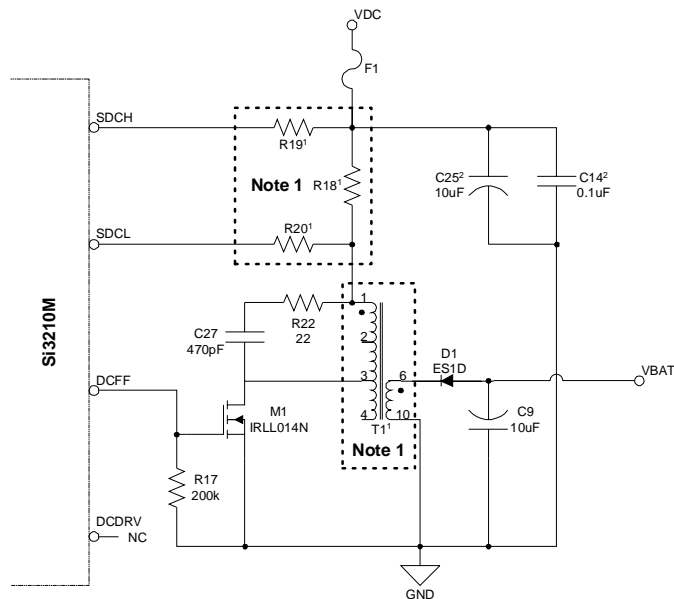 VDC
F1
SDCH
R19¹
R18¹
Note 1
C25²
10uF
C14²
0.1uF
SDCL
R20¹
Si3210M
1
R22
22
C27
470pF
2
3
6
D1
ES1D
VBAT
DCFF
M1
IRLL014N
4
10
T1¹
Note 1
C9
10uF
R17
200k
DCDRV
NC
GND